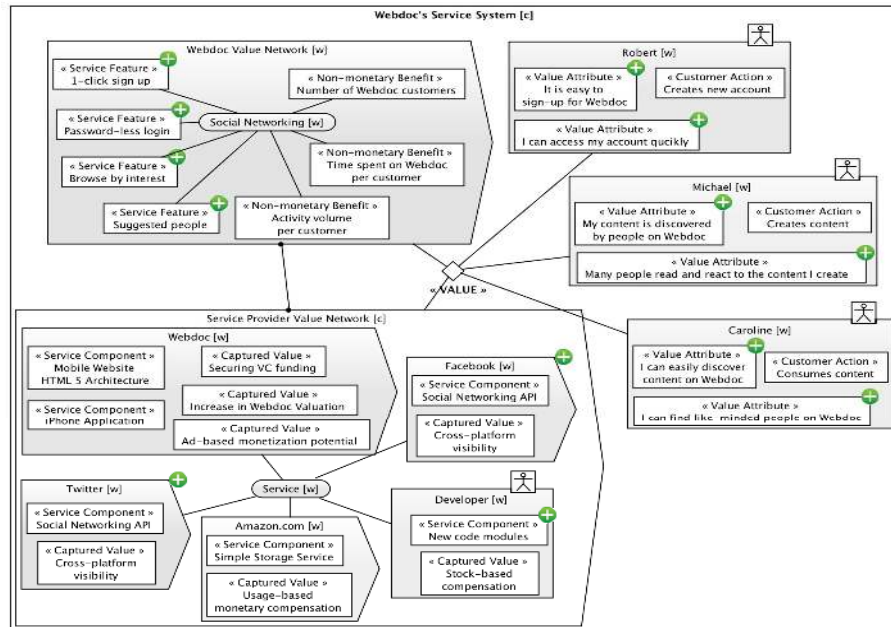 Webdoc's Service System [c]
Webdoc Value Network [w]
« Service Feature »
1-click sign up
« Non-monetary Benefit »
Number of Webdoc customers
« Service Feature »
Password-less login
Social Networking [w]
« Service Feature »
Browse by interest
« Non-monetary Benefit »
Time spent on Webdoc
per customer
« Service Feature »
Suggested people
« Non-monetary Benefit »
Activity volume
per customer
Robert [w]
« Value Attribute »
It is easy to
sign-up for Webdoc
« Customer Action »
Creates new account
« Value Attribute »
I can access my account quickly
Michael [w]
« Value Attribute »
My content is discovered
by people on Webdoc
« Customer Action »
Creates content
« Value Attribute »
Many people read and react to the content I create
« VALUE »
Caroline [w]
« Value Attribute »
I can easily discover
content on Webdoc
« Customer Action »
Consumes content
« Value Attribute »
I can find like-minded people on Webdoc
Service Provider Value Network [c]
Webdoc [w]
« Service Component »
Mobile Website
HTML 5 Architecture
« Captured Value »
Securing VC funding
« Service Component »
iPhone Application
« Captured Value »
Increase in Webdoc Valuation
« Captured Value »
Ad-based monetization potential
Facebook [w]
« Service Component »
Social Networking API
« Captured Value »
Cross-platform
visibility
Service [w]
Twitter [w]
« Service Component »
Social Networking API
« Captured Value »
Cross-platform
visibility
Amazon.com [w]
« Service Component »
Simple Storage Service
« Captured Value »
Usage-based
monetary compensation
Developer [w]
« Service Component »
New code modules
« Captured Value »
Stock-based
compensation